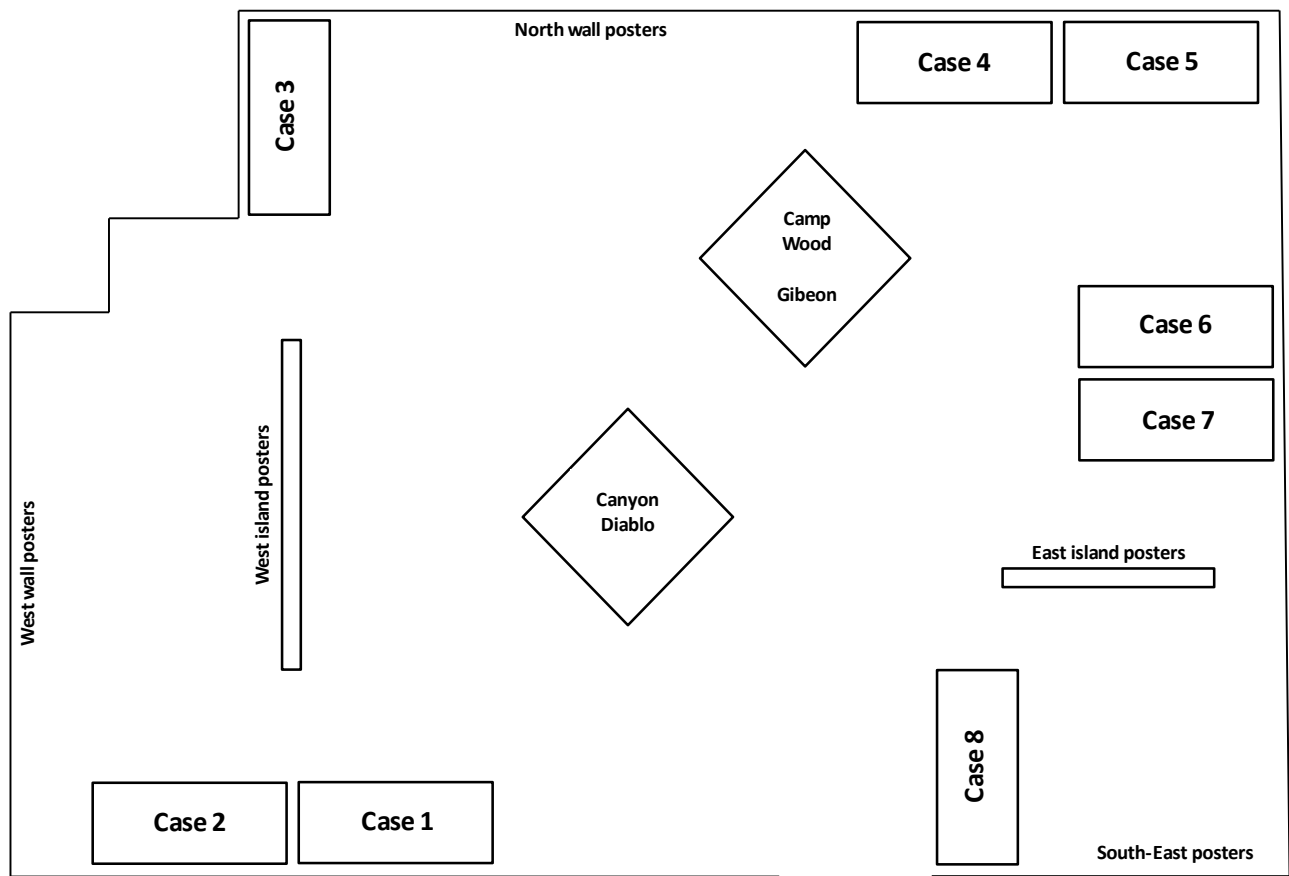 North wall posters
Case 3
Case 4
Case 5
Camp
Wood
Gibeon
Case 6
Case 7
West wall posters
West island posters
Canyon
Diablo
East island posters
Case 8
Case 2
Case 1
South-East posters